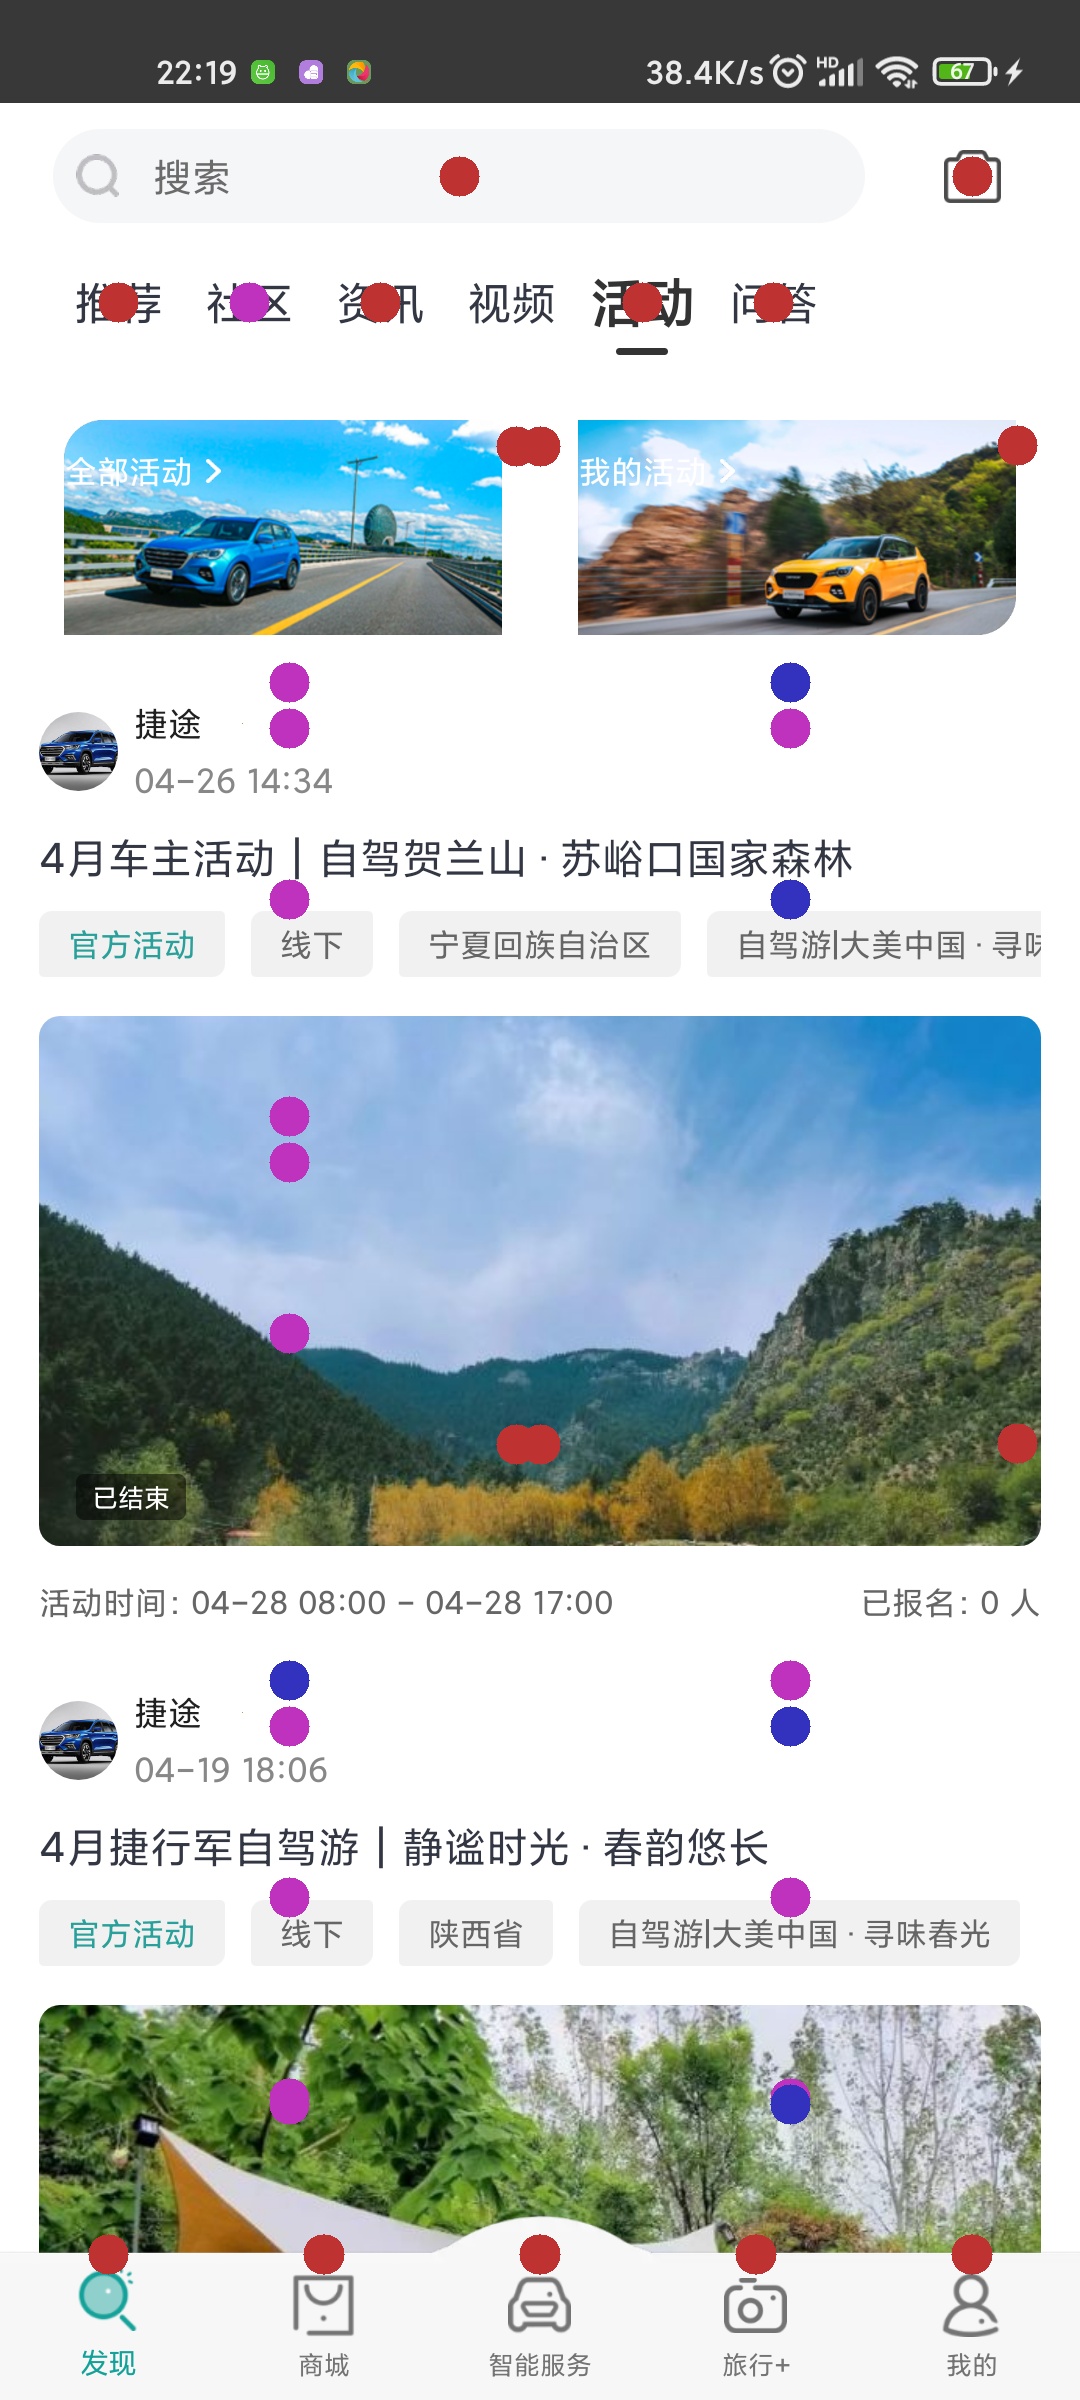 22:19 38.4K/s HD 67
搜索
推荐 社区 资讯 视频 活动 问答
全部活动 我的活动
捷途
04-26 14:34
4月车主活动 | 自驾贺兰山 · 苏峪口国家森林
官方活动 线下 宁夏回族自治区 自驾游|大美中国 · 寻味
已结束
活动时间: 04-28 08:00 - 04-28 17:00 已报名: 0 人
捷途
04-19 18:06
4月捷行军自驾游 | 静谧时光 · 春韵悠长
官方活动 线下 陕西省 自驾游|大美中国 · 寻味春光
发现 商城 智能服务 旅行+ 我的